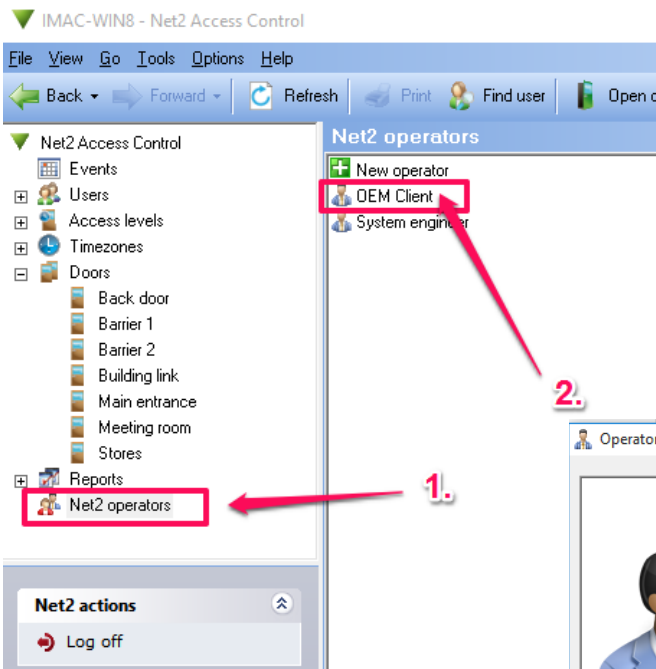 IMAC-WIN8 - Net2 Access Control
File View Go Tools Options Help
Back Forward Refresh Print Find user Open
Net2 Access Control
Events
Users
Access levels
Timezones
Doors
Back door
Barrier 1
Barrier 2
Building link
Main entrance
Meeting room
Stores
Reports
Net2 operators
Net2 operators
New operator
OEM Client
System engineer
2.
1.
Operator
Net2 actions
Log off